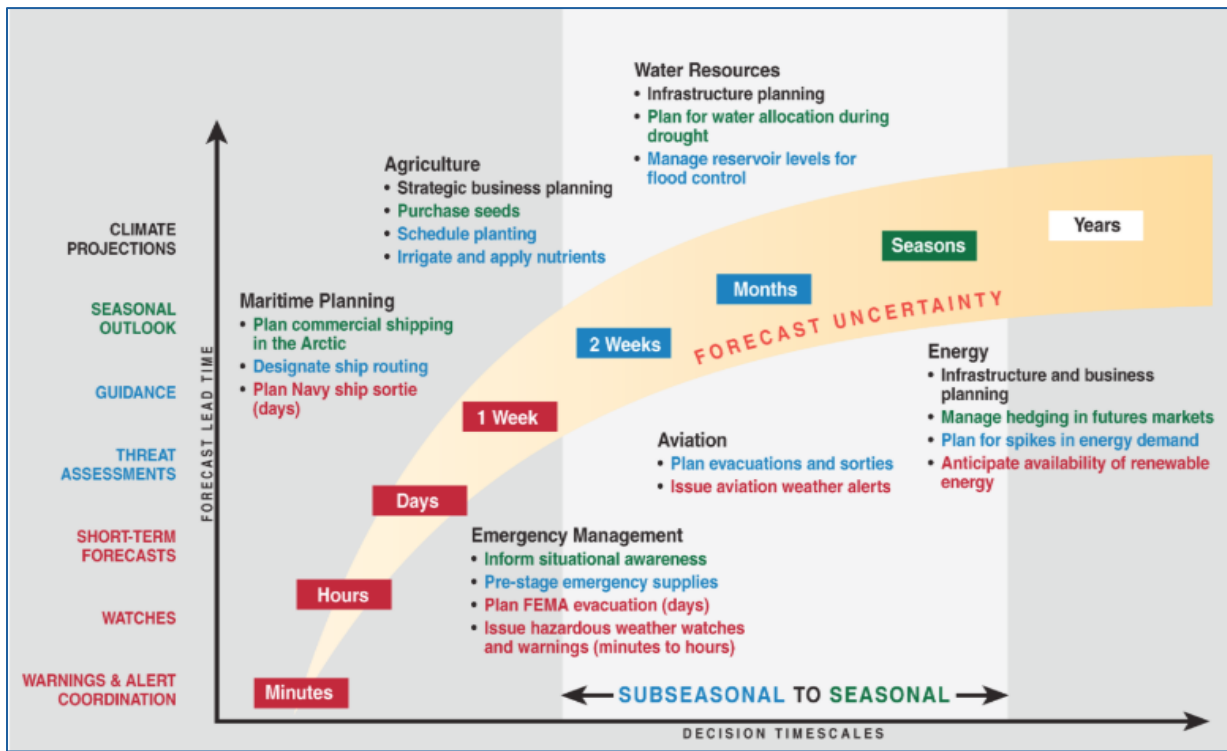 Water Resources
• Infrastructure planning
• Plan for water allocation during
drought
• Manage reservoir levels for
flood control
Agriculture
• Strategic business planning
• Purchase seeds
• Schedule planting
• Irrigate and apply nutrients
Maritime Planning
• Plan commercial shipping
in the Arctic
• Designate ship routing
• Plan Navy ship sortie
(days)
CLIMATE
PROJECTIONS
SEASONAL
OUTLOOK
GUIDANCE
THREAT
ASSESSMENTS
SHORT-TERM
FORECASTS
WATCHES
WARNINGS & ALERT
COORDINATION
FORECAST LEAD TIME
Years
Seasons
Months
2 Weeks
1 Week
Days
Hours
Minutes
FORECAST UNCERTAINTY
Energy
• Infrastructure and business
planning
• Manage hedging in futures markets
• Plan for spikes in energy demand
• Anticipate availability of renewable
energy
Aviation
• Plan evacuations and sorties
• Issue aviation weather alerts
Emergency Management
• Inform situational awareness
• Pre-stage emergency supplies
• Plan FEMA evacuation (days)
• Issue hazardous weather watches
and warnings (minutes to hours)
SUBSEASONAL TO SEASONAL
DECISION TIMESCALES